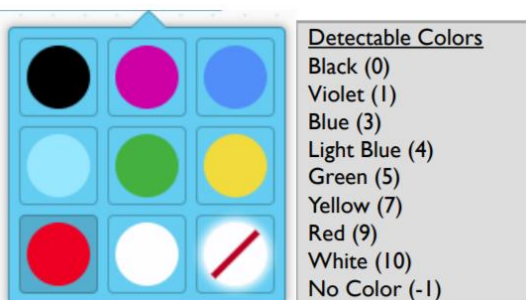 Detectable Colors
Black (0)
Violet (1)
Blue (3)
Light Blue (4)
Green (5)
Yellow (7)
Red (9)
White (10)
No Color (-1)